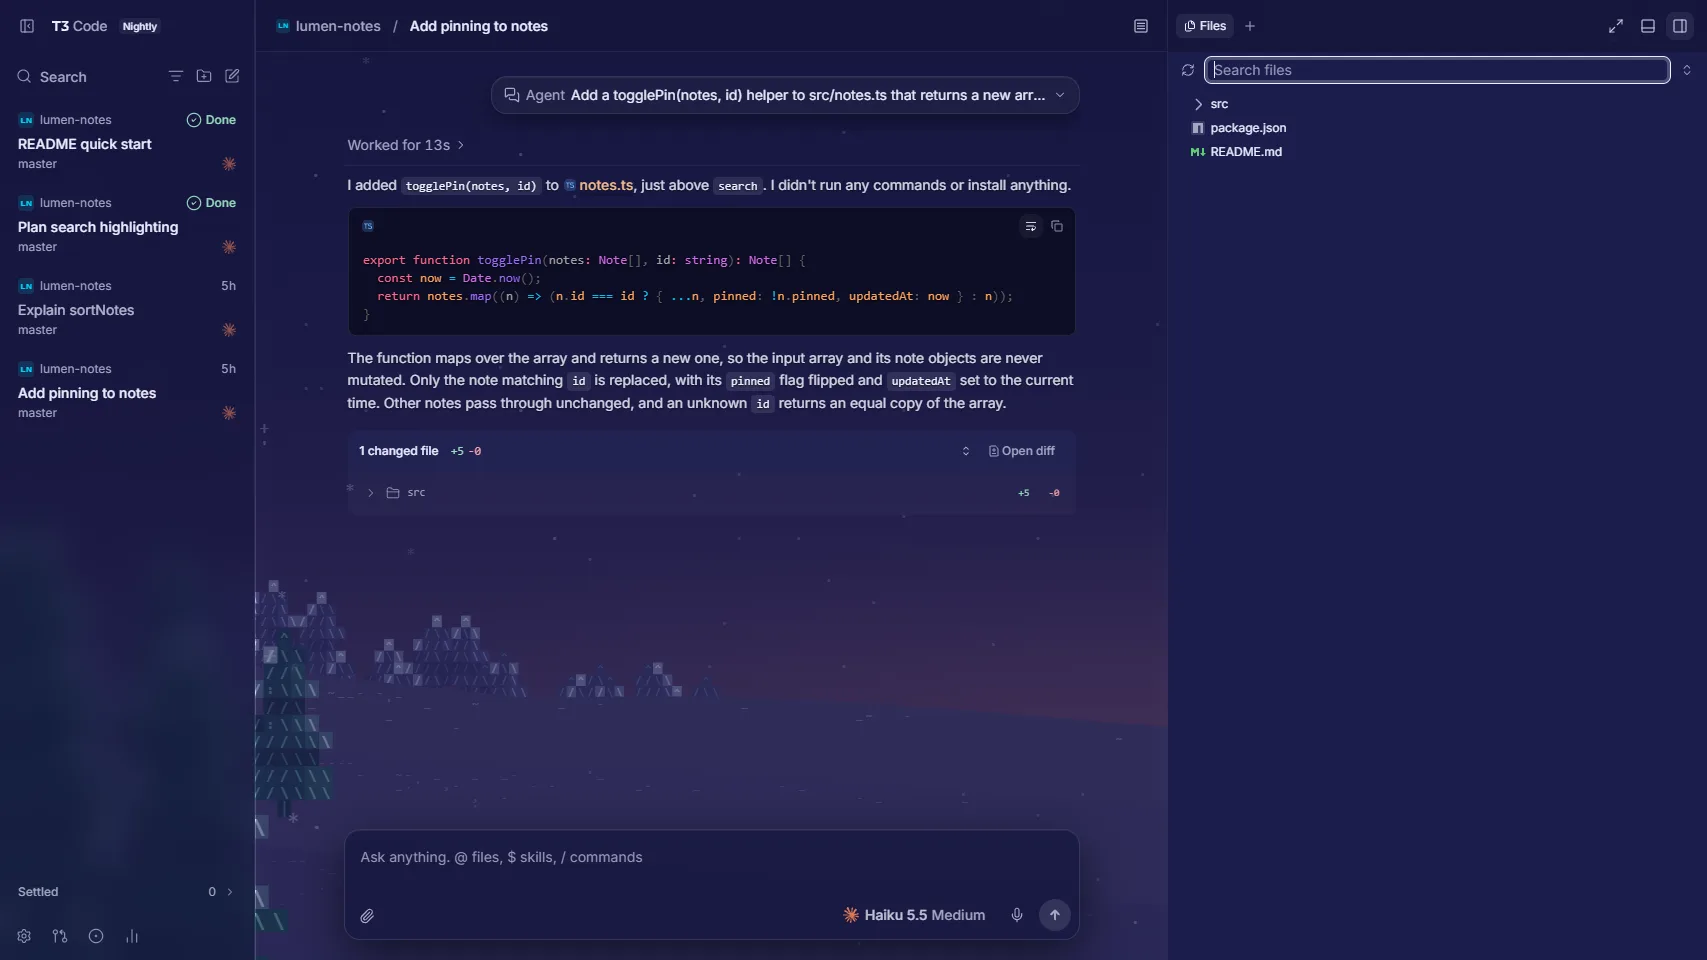 T3 Code Nightly
Search
LN lumen-notes Done
README quick start
master
LN lumen-notes Done
Plan search highlighting
master
LN lumen-notes 5h
Explain sortNotes
master
LN lumen-notes 5h
Add pinning to notes
master
Settled 0
LN lumen-notes / Add pinning to notes
Agent Add a togglePin(notes, id) helper to src/notes.ts that returns a new arr...
Worked for 13s
I added togglePin(notes, id) to TS notes.ts, just above search. I didn't run any commands or install anything.
TS
export function togglePin(notes: Note[], id: string): Note[] {
const now = Date.now();
return notes.map((n) => (n.id === id ? { ...n, pinned: !n.pinned, updatedAt: now } : n));
}
The function maps over the array and returns a new one, so the input array and its note objects are never
mutated. Only the note matching id is replaced, with its pinned flag flipped and updatedAt set to the current
time. Other notes pass through unchanged, and an unknown id returns an equal copy of the array.
1 changed file +5 -0 Open diff
src +5 -0
Ask anything. @ files, $ skills, / commands
Haiku 5.5 Medium
Files
Search files
src
package.json
M↓ README.md